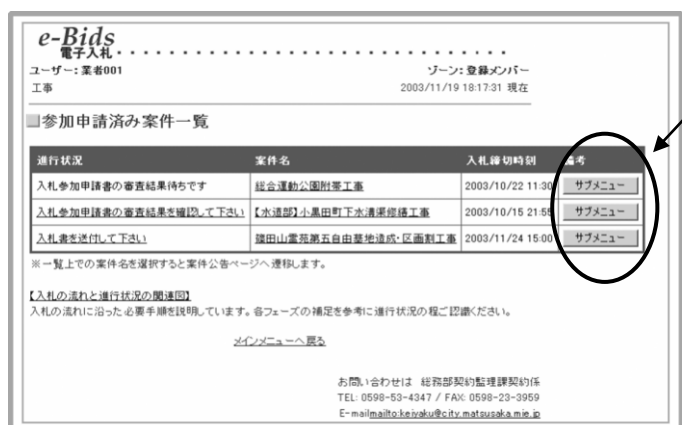 e-Bids
電子入札
ユーザー：業者001 ゾーン：登録メンバー
工事 2003/11/19 18:17:31 現在
参加申請済み案件一覧
進行状況 案件名 入札締切時刻 備考
入札参加申請書の審査結果待ちです 総合運動公園附帯工事 2003/10/22 11:30 サブメニュー
入札参加申請書の審査結果を確認して下さい 【水道部】小黒田町下水溝渠修繕工事 2003/10/15 21:55 サブメニュー
入札書を送付して下さい 篠田山霊苑第五自由墓地造成・区画割工事 2003/11/24 15:00 サブメニュー
※一覧上での案件名を選択すると案件公告ページへ遷移します。
【入札の流れと進行状況の関連図】
入札の流れに沿った必要手順を説明しています。各フェーズの補足を参考に進行状況の程ご認識ください。
メインメニューへ戻る
お問い合わせは 総務部契約監理課契約係
TEL: 0598-53-4347 / FAX: 0598-23-3959
E-mailmailto:keiyaku@city.matsusaka.mie.jp